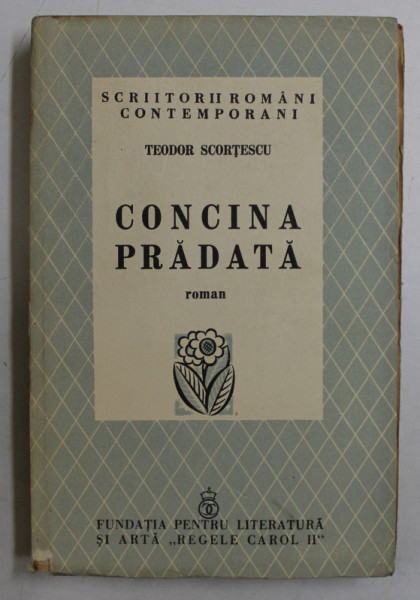 SCRIITORII ROMÂNI
CONTEMPORANI
TEODOR SCORȚESCU
CONCINA
PRĂDATĂ
roman
FUNDAȚIA PENTRU LITERATURĂ
ȘI ARTĂ „REGELE CAROL II“